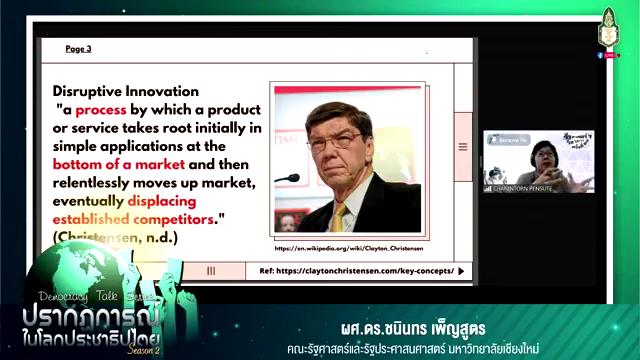 Page 3
Disruptive Innovation
"a process by which a product
or service takes root initially in
simple applications at the
bottom of a market and then
relentlessly moves up market,
eventually displacing
established competitors."
(Christensen, n.d.)
https://en.wikipedia.org/wiki/Clayton_Christensen
Ref: https://claytonchristensen.com/key-concepts/
CHANINTORN PENSUTE
LIVE
Democracy Talk Series
ปรากฏการณ์
ในโลกประชาธิปไตย
Season 2
ผศ.ดร.ชนินทร เพ็ญสูตร
คณะรัฐศาสตร์และรัฐประศาสนศาสตร์ มหาวิทยาลัยเชียงใหม่